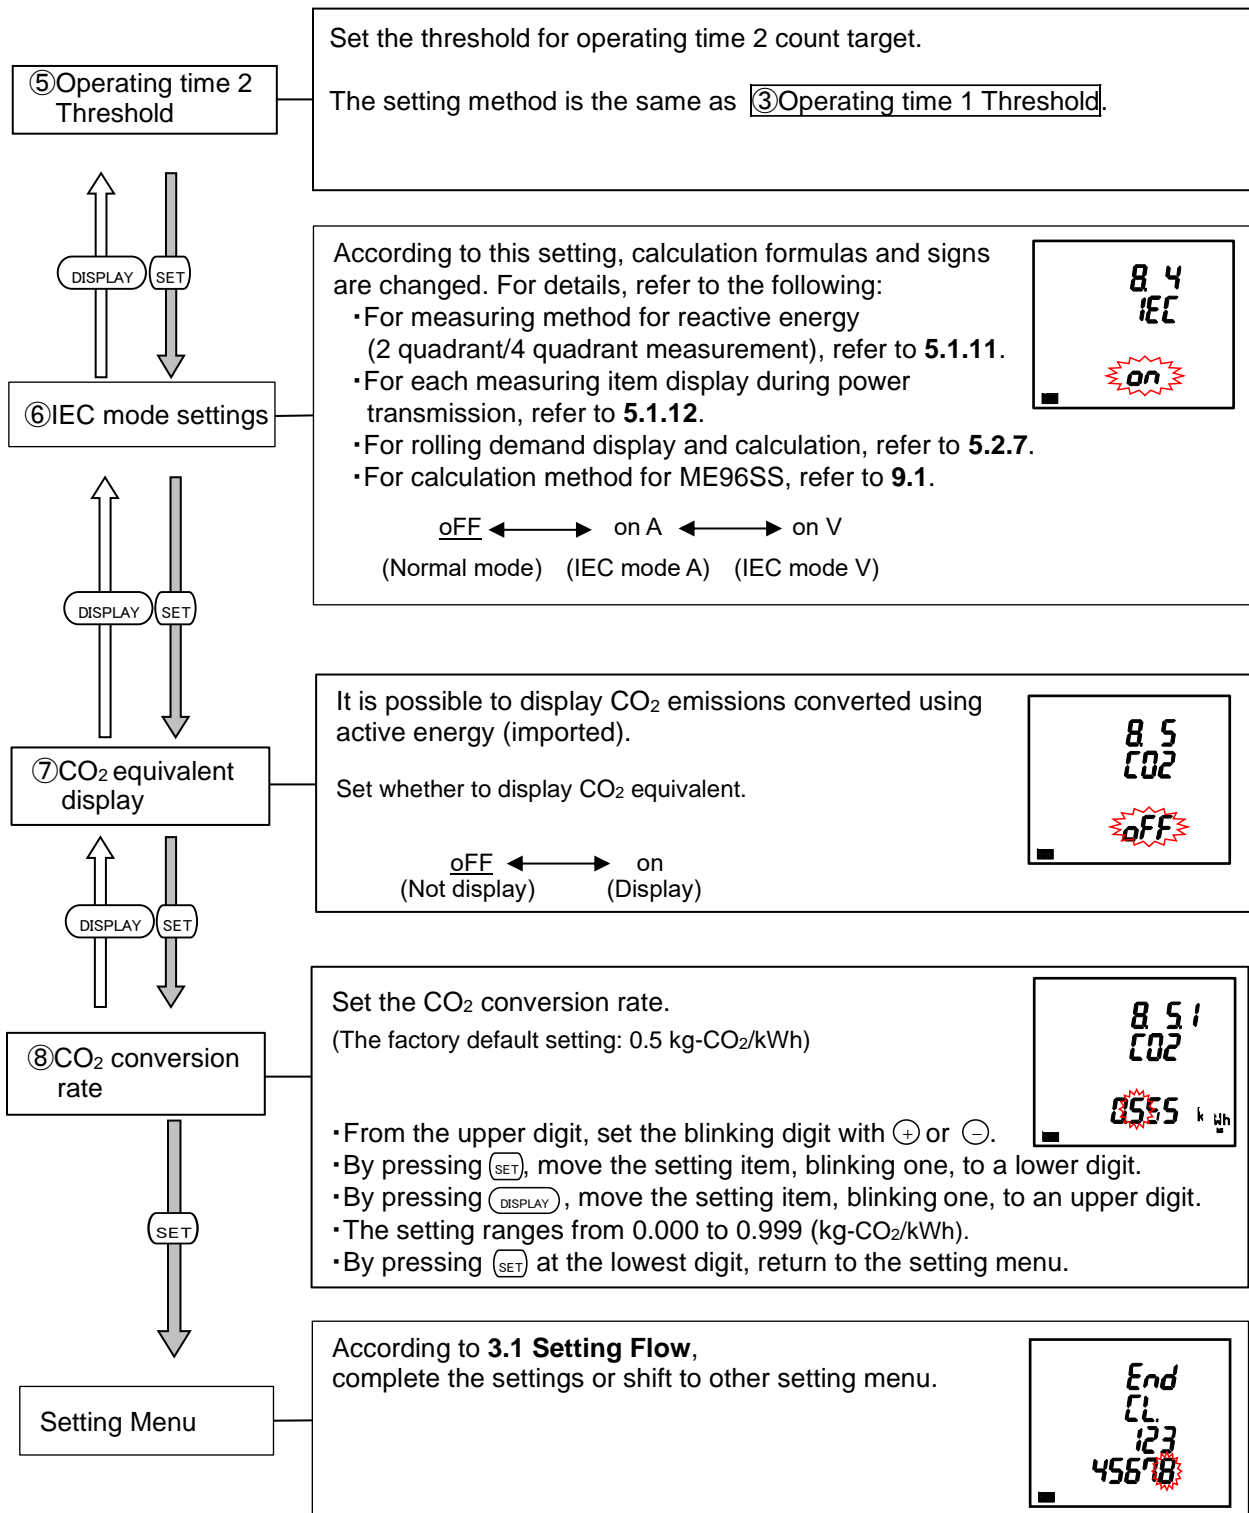 ⑤Operating time 2
Threshold
Set the threshold for operating time 2 count target.
The setting method is the same as ③Operating time 1 Threshold.
DISPLAY SET
⑥IEC mode settings
According to this setting, calculation formulas and signs
are changed. For details, refer to the following:
・For measuring method for reactive energy
(2 quadrant/4 quadrant measurement), refer to 5.1.11.
・For each measuring item display during power
transmission, refer to 5.1.12.
・For rolling demand display and calculation, refer to 5.2.7.
・For calculation method for ME96SS, refer to 9.1.
oFF on A on V
(Normal mode) (IEC mode A) (IEC mode V)
8. 4
IEC
on
DISPLAY SET
⑦CO2 equivalent
display
It is possible to display CO2 emissions converted using
active energy (imported).
Set whether to display CO2 equivalent.
oFF on
(Not display) (Display)
8. 5
CO2
oFF
DISPLAY SET
⑧CO2 conversion
rate
Set the CO2 conversion rate.
(The factory default setting: 0.5 kg-CO2/kWh)
・From the upper digit, set the blinking digit with + or −.
・By pressing SET, move the setting item, blinking one, to a lower digit.
・By pressing DISPLAY, move the setting item, blinking one, to an upper digit.
・The setting ranges from 0.000 to 0.999 (kg-CO2/kWh).
・By pressing SET at the lowest digit, return to the setting menu.
8. 5.1
CO2
0.555 k Wh
SET
Setting Menu
According to 3.1 Setting Flow,
complete the settings or shift to other setting menu.
End
CL.
123
45678